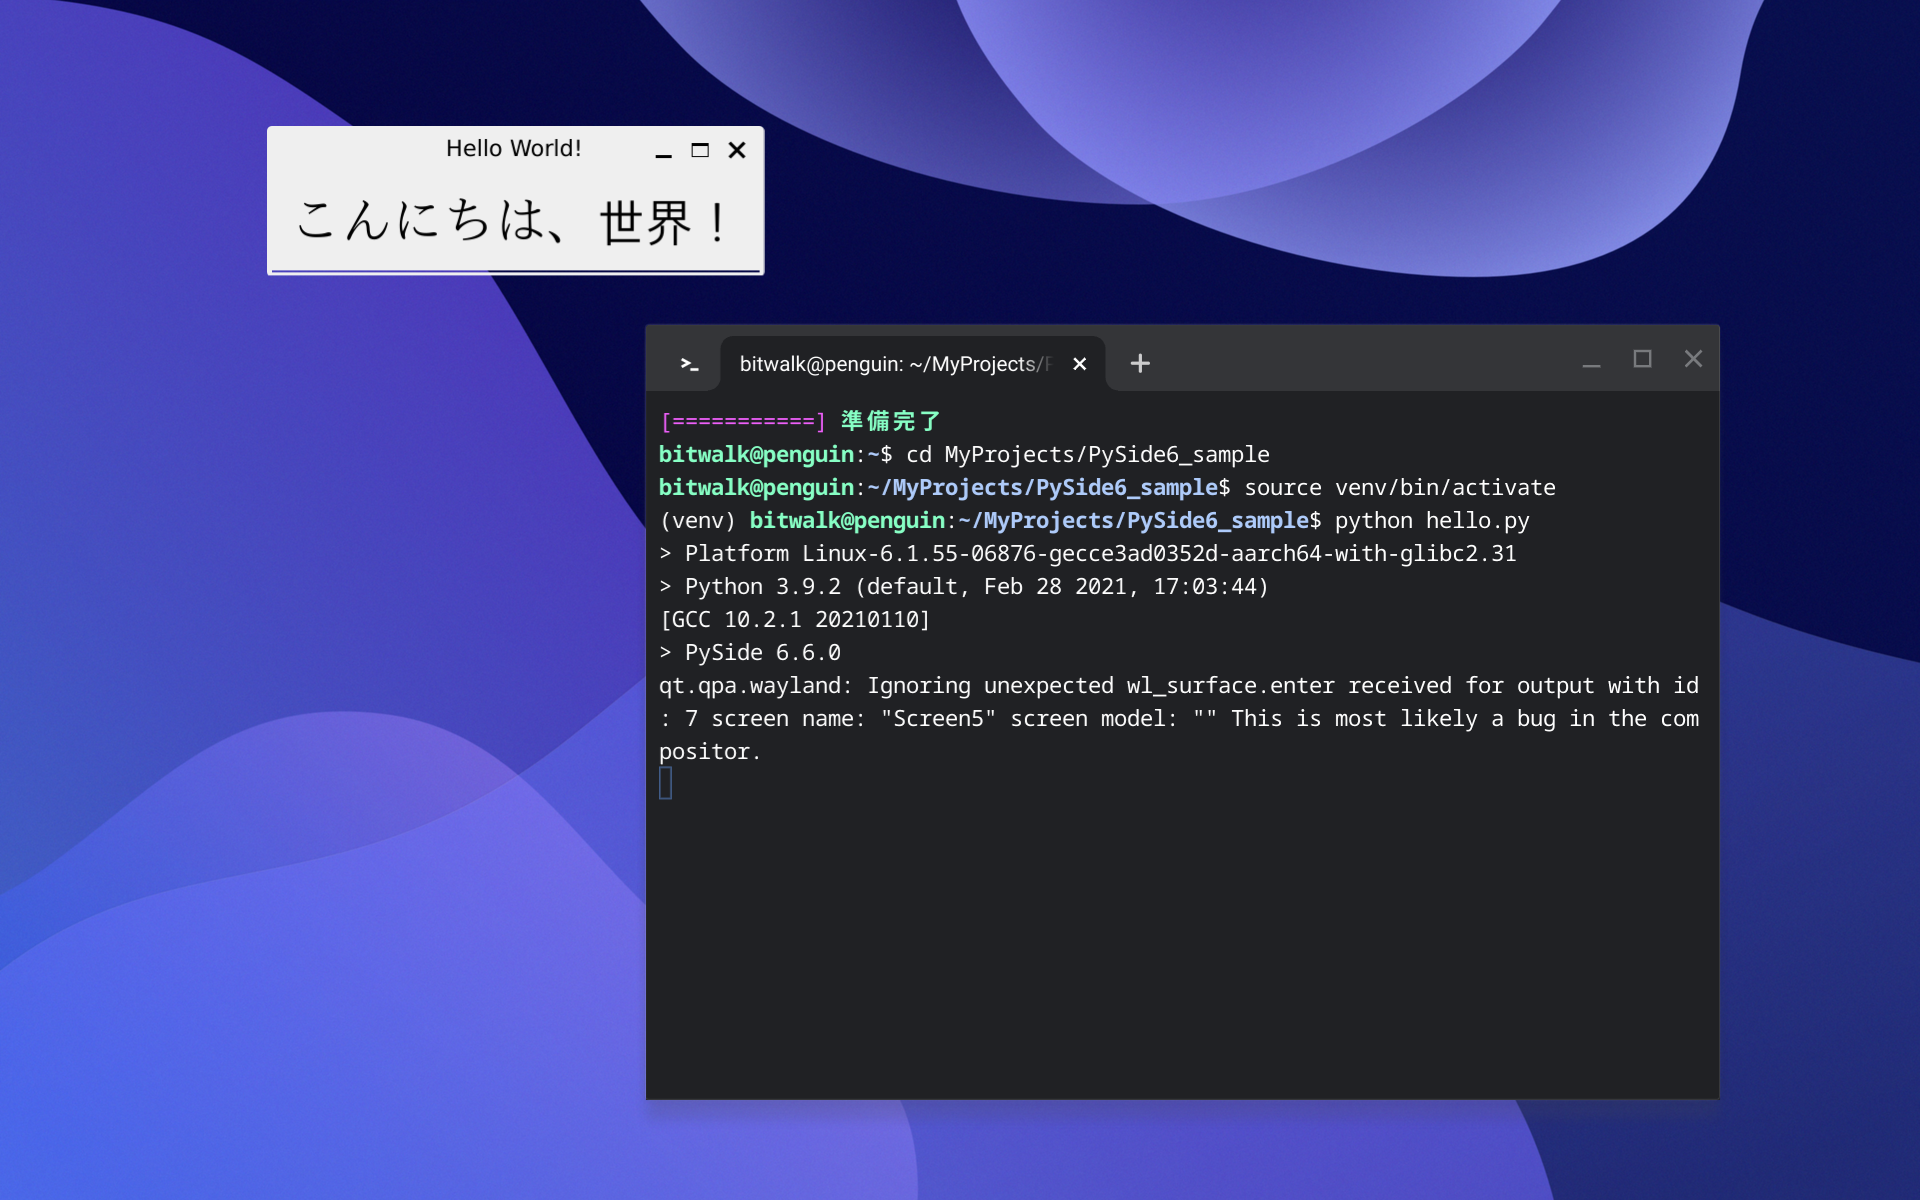 Hello World!
こんにちは、世界！
bitwalk@penguin: ~/MyProjects/
[===========] 準備完了
bitwalk@penguin:~$ cd MyProjects/PySide6_sample
bitwalk@penguin:~/MyProjects/PySide6_sample$ source venv/bin/activate
(venv) bitwalk@penguin:~/MyProjects/PySide6_sample$ python hello.py
> Platform Linux-6.1.55-06876-gecce3ad0352d-aarch64-with-glibc2.31
> Python 3.9.2 (default, Feb 28 2021, 17:03:44)
[GCC 10.2.1 20210110]
> PySide 6.6.0
qt.qpa.wayland: Ignoring unexpected wl_surface.enter received for output with id
: 7 screen name: "Screen5" screen model: "" This is most likely a bug in the com
positor.